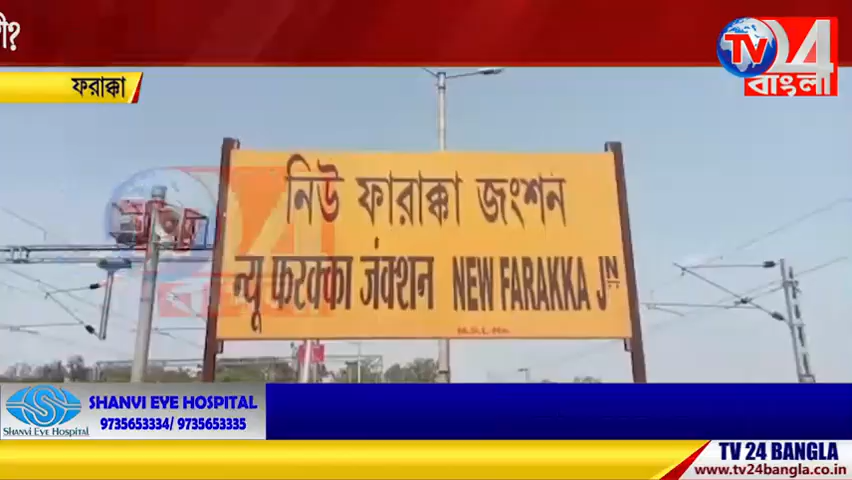 TV 24
বাংলা
ফরাক্কা
নিউ ফারাক্কা জংশন
न्यू फरक्का जंक्शन NEW FARAKKA JN
SHANVI EYE HOSPITAL
9735653334/ 9735653335
SHANVI EYE HOSPITAL
TV 24 BANGLA
www.tv24bangla.co.in